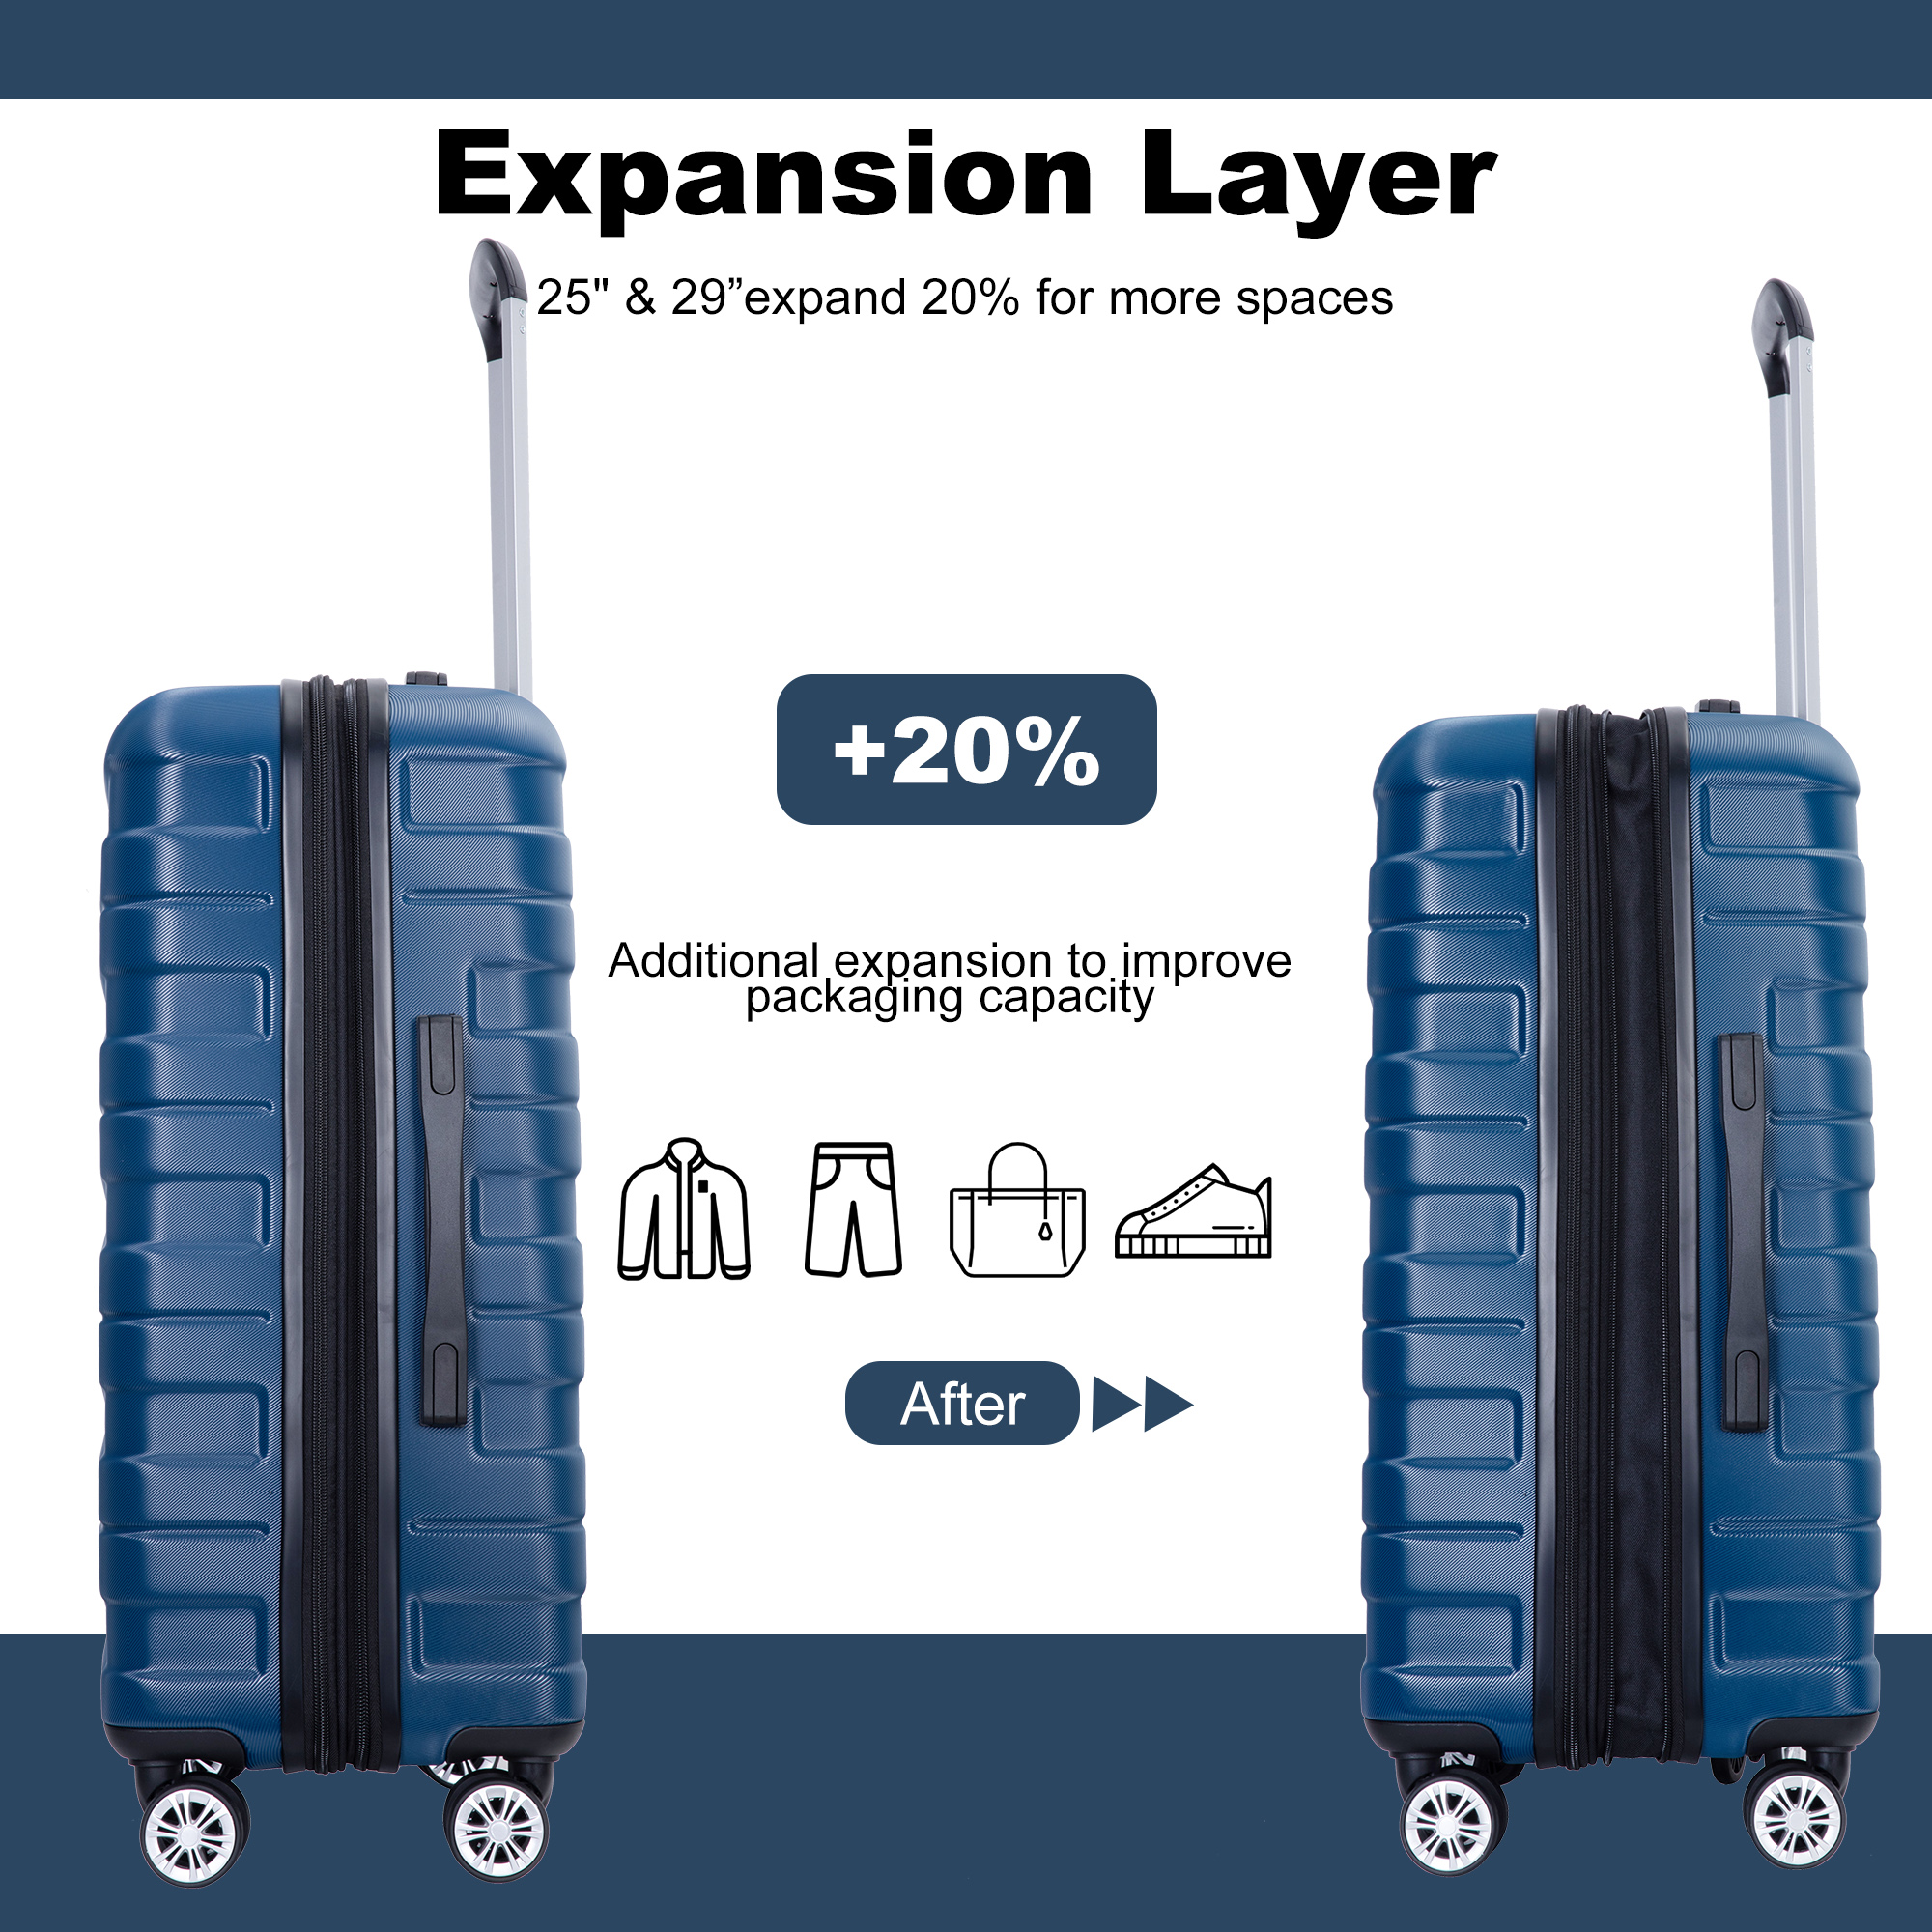 Expansion Layer
25" & 29”expand 20% for more spaces
+20%
Additional expansion to improve
packaging capacity
After